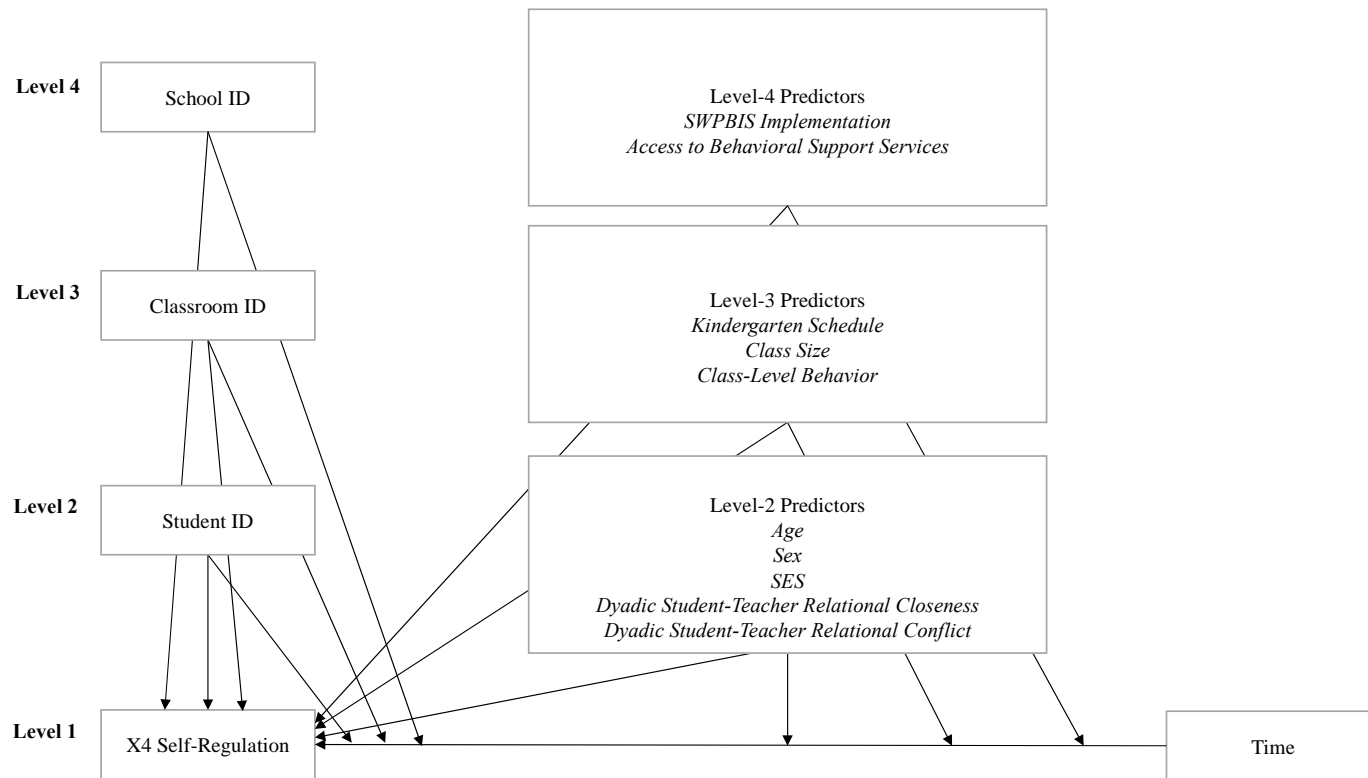 Level 4
School ID
Level-4 Predictors
SWPBIS Implementation
Access to Behavioral Support Services
Level 3
Classroom ID
Level-3 Predictors
Kindergarten Schedule
Class Size
Class-Level Behavior
Level 2
Student ID
Level-2 Predictors
Age
Sex
SES
Dyadic Student-Teacher Relational Closeness
Dyadic Student-Teacher Relational Conflict
Level 1
X4 Self-Regulation
Time